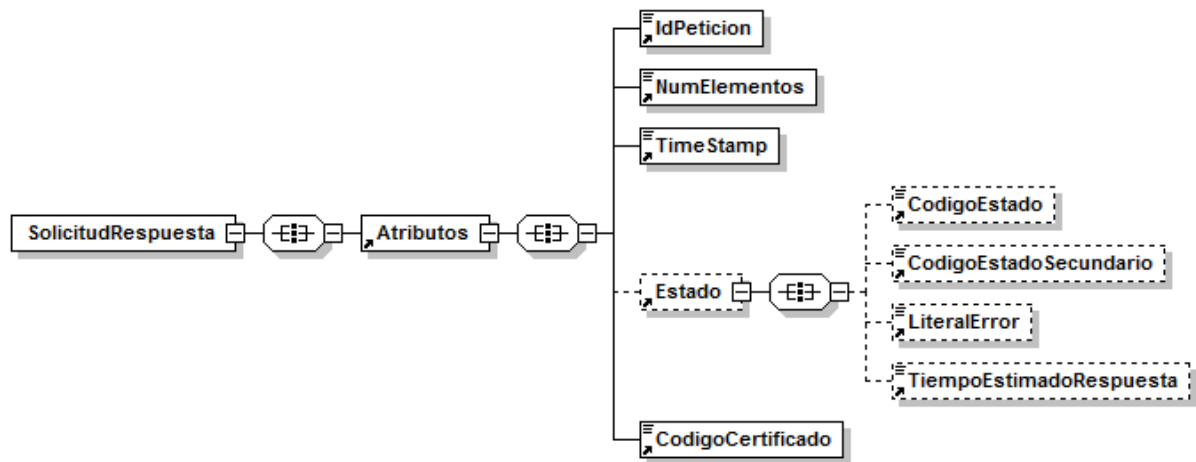 IdPeticion
NumElementos
TimeStamp
CodigoEstado
SolicitudRespuesta
Atributos
CodigoEstadoSecundario
Estado
LiteralError
TiempoEstimadoRespuesta
CodigoCertificado